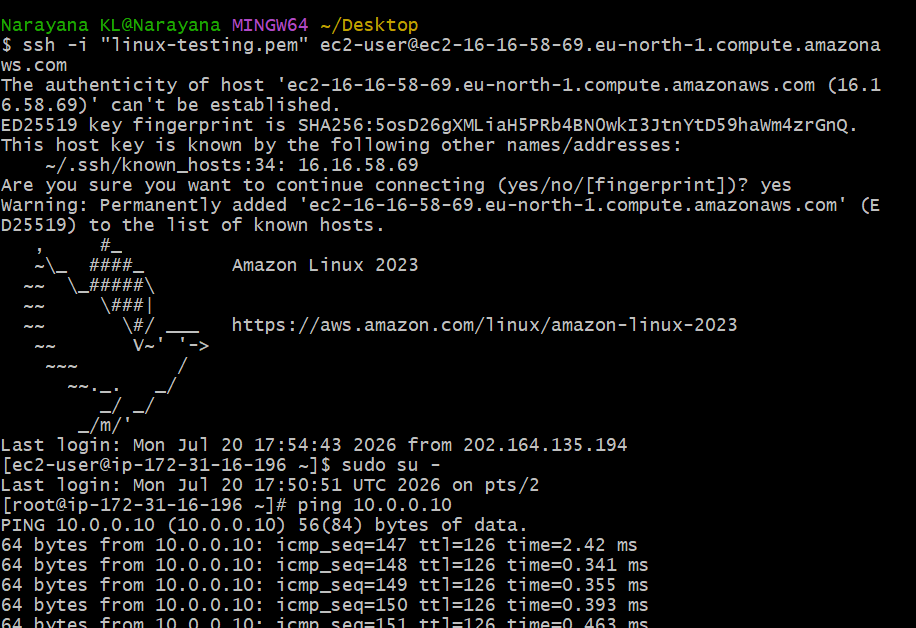 Narayana KL@Narayana MINGW64 ~/Desktop
$ ssh -i "linux-testing.pem" ec2-user@ec2-16-16-58-69.eu-north-1.compute.amazona
ws.com
The authenticity of host 'ec2-16-16-58-69.eu-north-1.compute.amazonaws.com (16.1
6.58.69)' can't be established.
ED25519 key fingerprint is SHA256:5osD26gXMLiaH5PRb4BN0wkI3JtnYtD59haWm4zrGnQ.
This host key is known by the following other names/addresses:
    ~/.ssh/known_hosts:34: 16.16.58.69
Are you sure you want to continue connecting (yes/no/[fingerprint])? yes
Warning: Permanently added 'ec2-16-16-58-69.eu-north-1.compute.amazonaws.com' (E
D25519) to the list of known hosts.
   ,     #_
   ~\_  ####_        Amazon Linux 2023
  ~~  \_#####\
  ~~     \###|
  ~~       \#/ ___   https://aws.amazon.com/linux/amazon-linux-2023
   ~~       V~' '->
    ~~~         /
      ~~._.   _/
         _/ _/
       _/m/'
Last login: Mon Jul 20 17:54:43 2026 from 202.164.135.194
[ec2-user@ip-172-31-16-196 ~]$ sudo su -
Last login: Mon Jul 20 17:50:51 UTC 2026 on pts/2
[root@ip-172-31-16-196 ~]# ping 10.0.0.10
PING 10.0.0.10 (10.0.0.10) 56(84) bytes of data.
64 bytes from 10.0.0.10: icmp_seq=147 ttl=126 time=2.42 ms
64 bytes from 10.0.0.10: icmp_seq=148 ttl=126 time=0.341 ms
64 bytes from 10.0.0.10: icmp_seq=149 ttl=126 time=0.355 ms
64 bytes from 10.0.0.10: icmp_seq=150 ttl=126 time=0.393 ms
64 bytes from 10.0.0.10: icmp_seq=151 ttl=126 time=0.463 ms